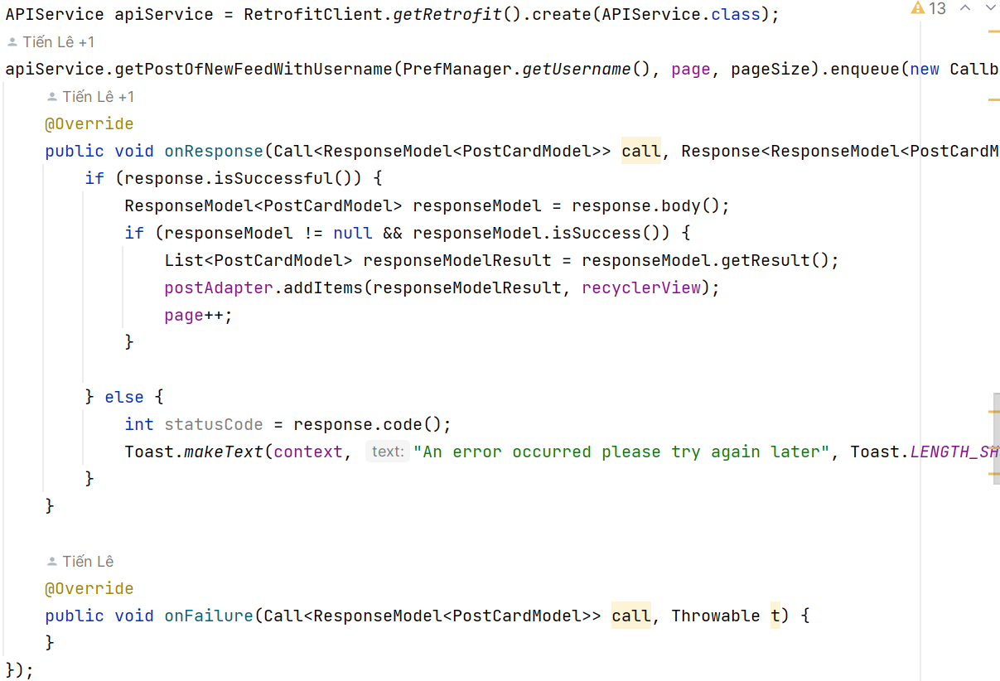 APIService apiService = RetrofitClient.getRetrofit().create(APIService.class);
13
Tiến Lê +1
apiService.getPostOfNewFeedWithUsername(PrefManager.getUsername(), page, pageSize).enqueue(new Callb
Tiến Lê +1
@Override
public void onResponse(Call<ResponseModel<PostCardModel>> call, Response<ResponseModel<PostCardM
if (response.isSuccessful()) {
ResponseModel<PostCardModel> responseModel = response.body();
if (responseModel != null && responseModel.isSuccess()) {
List<PostCardModel> responseModelResult = responseModel.getResult();
postAdapter.addItems(responseModelResult, recyclerView);
page++;
}
} else {
int statusCode = response.code();
Toast.makeText(context, text: "An error occurred please try again later", Toast.LENGTH_SH
}
}
Tiến Lê
@Override
public void onFailure(Call<ResponseModel<PostCardModel>> call, Throwable t) {
}
});